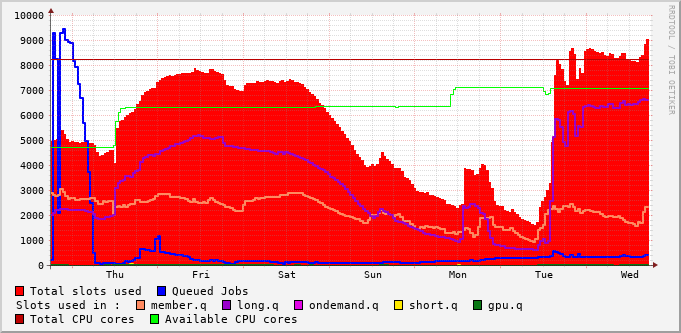 10000
9000
8000
7000
6000
5000
4000
3000
2000
1000
0
Thu Fri Sat Sun Mon Tue Wed
RRDTOOL / TOBI OETIKER
Total slots used Queued Jobs
Slots used in : member.q long.q ondemand.q short.q gpu.q
Total CPU cores Available CPU cores